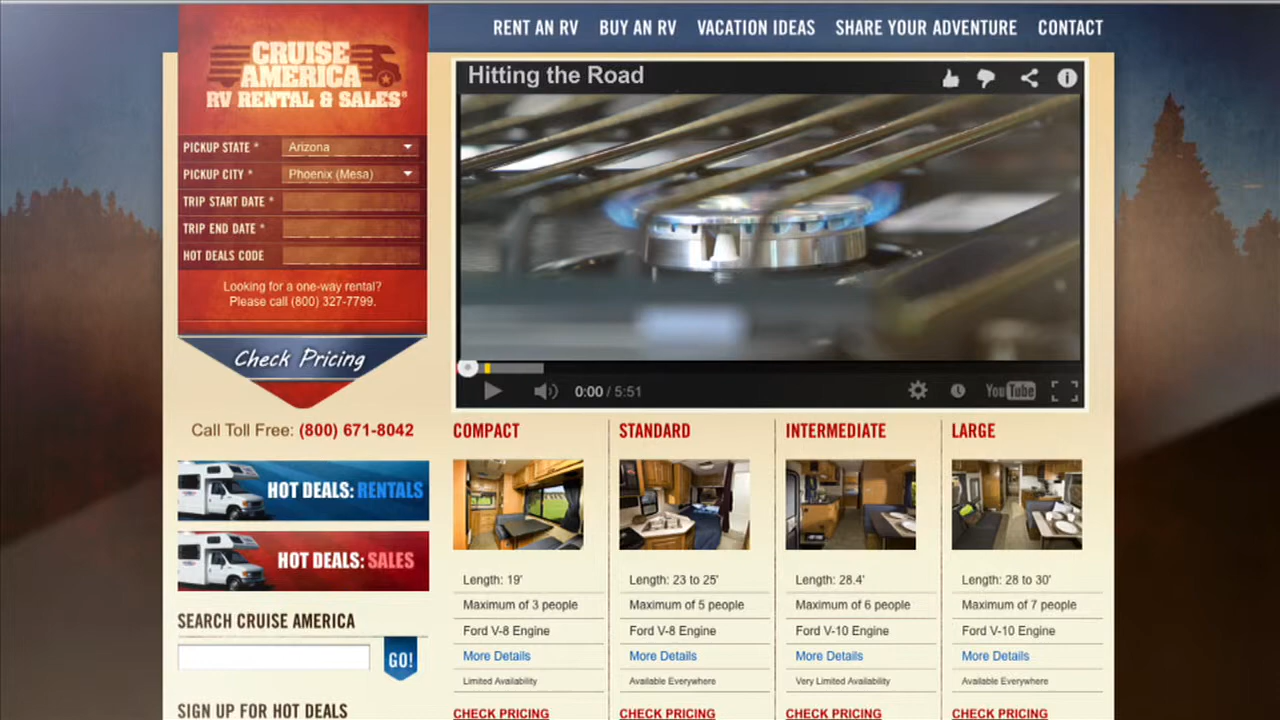 RENT AN RV BUY AN RV VACATION IDEAS SHARE YOUR ADVENTURE CONTACT
CRUISE
AMERICA
RV RENTAL & SALES®
PICKUP STATE * Arizona
PICKUP CITY * Phoenix (Mesa)
TRIP START DATE *
TRIP END DATE *
HOT DEALS CODE
Looking for a one-way rental?
Please call (800) 327-7799.
Check Pricing
Call Toll Free: (800) 671-8042
HOT DEALS: RENTALS
HOT DEALS: SALES
SEARCH CRUISE AMERICA
GO!
SIGN UP FOR HOT DEALS
Hitting the Road
0:00 / 5:51
YouTube
COMPACT STANDARD INTERMEDIATE LARGE
Length: 19' Length: 23 to 25' Length: 28.4' Length: 28 to 30'
Maximum of 3 people Maximum of 5 people Maximum of 6 people Maximum of 7 people
Ford V-8 Engine Ford V-8 Engine Ford V-10 Engine Ford V-10 Engine
More Details More Details More Details More Details
Limited Availability Available Everywhere Very Limited Availability Available Everywhere
CHECK PRICING CHECK PRICING CHECK PRICING CHECK PRICING